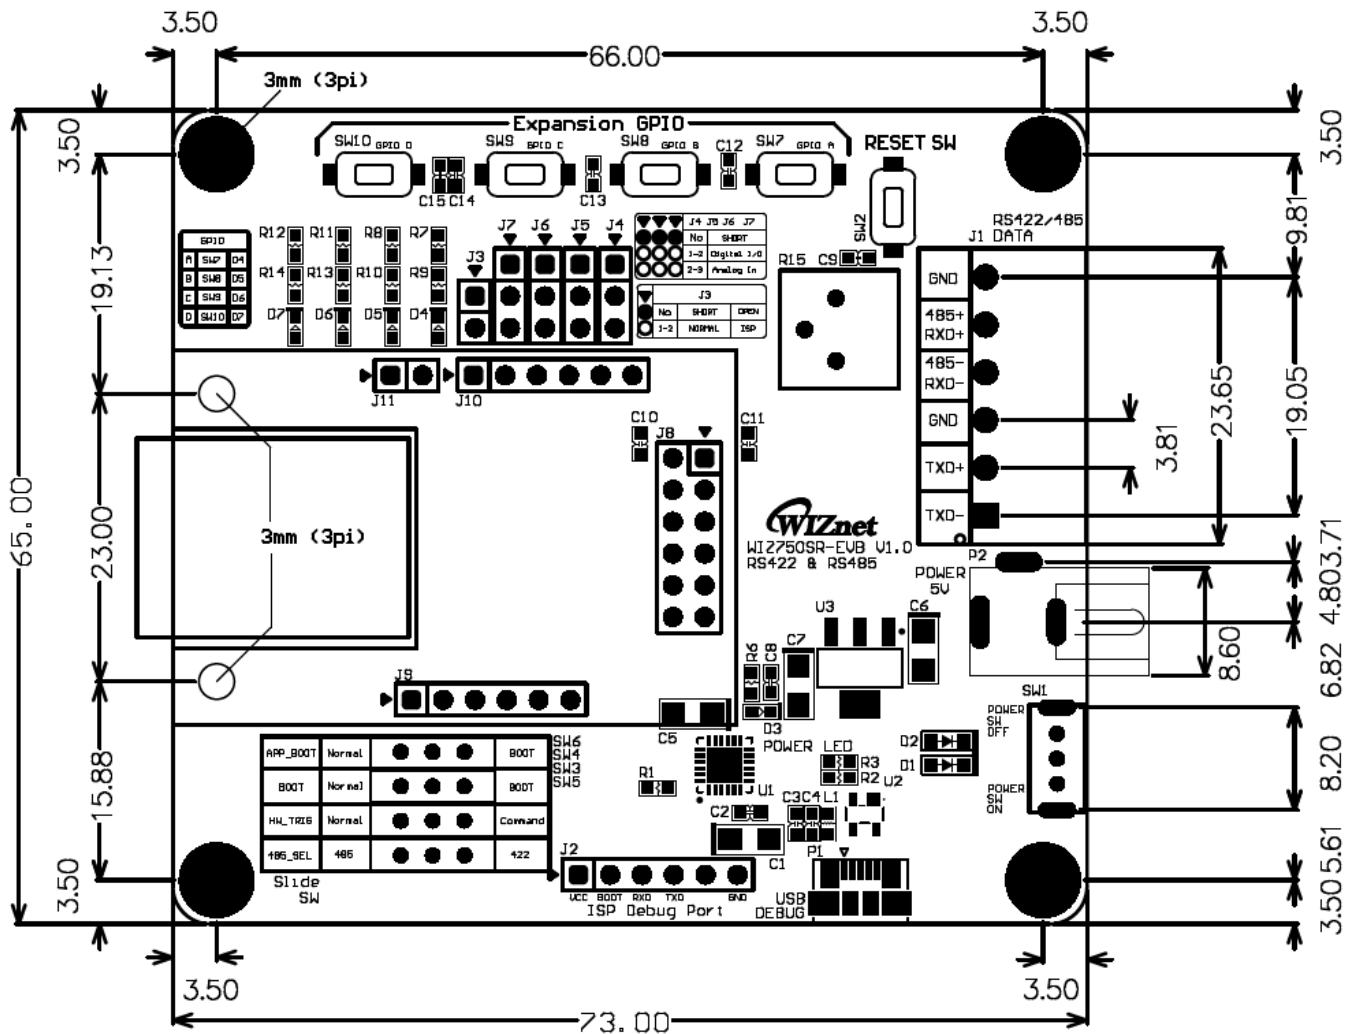 3.50
3.50
66.00
3mm (3pi)
3.50
3.50
Expansion GPIO
SW10 GPIO D
SW9 GPIO C
SW8 GPIO B
C12
SW7 GPIO A
RESET SW
C15 C14
C13
SW2
RS422/485
J1 DATA
9.81
J7 J6 J5 J4
J3
R12 R11 R8 R7
R14 R13 R10 R9
D7 D6 D5 D4
GPIO
A SW7 D4
B SW8 D5
C SW9 D6
D SW10 D7
J4 J5 J6 J7
No SHORT
1-2 Digital I/O
2-3 Analog In
J3
No SHORT OPEN
1-2 NORMAL ISP
R15 C9
GND
485+
RXD+
485-
RXD-
GND
TXD+
TXD-
19.13
19.05
23.65
3.81
J11 J10
C10 J8 C11
65.00
23.00
3mm (3pi)
WIZnet
WIZ750SR-EVB V1.0
RS422 & RS485
P2
POWER
5V
3.71
4.80
8.60
6.82
U3 C6
C7
R6 C8
J9
D3
C5
POWER LED
SW1
POWER
SW
OFF
POWER
SW
ON
8.20
15.88
APP_BOOT Normal BOOT
BOOT Normal BOOT
HW_TRIG Normal Command
485_SEL 485 422
SW6
SW4
SW3
SW5
Slide
SW
R1
U1
D2
D1
R3
R2
U2
C2
C3 C4 L1
C1
P1
J2
VCC BOOT RXD TXD GND
ISP Debug Port
USB
DEBUG
5.61
3.50
3.50
3.50
3.50
73.00